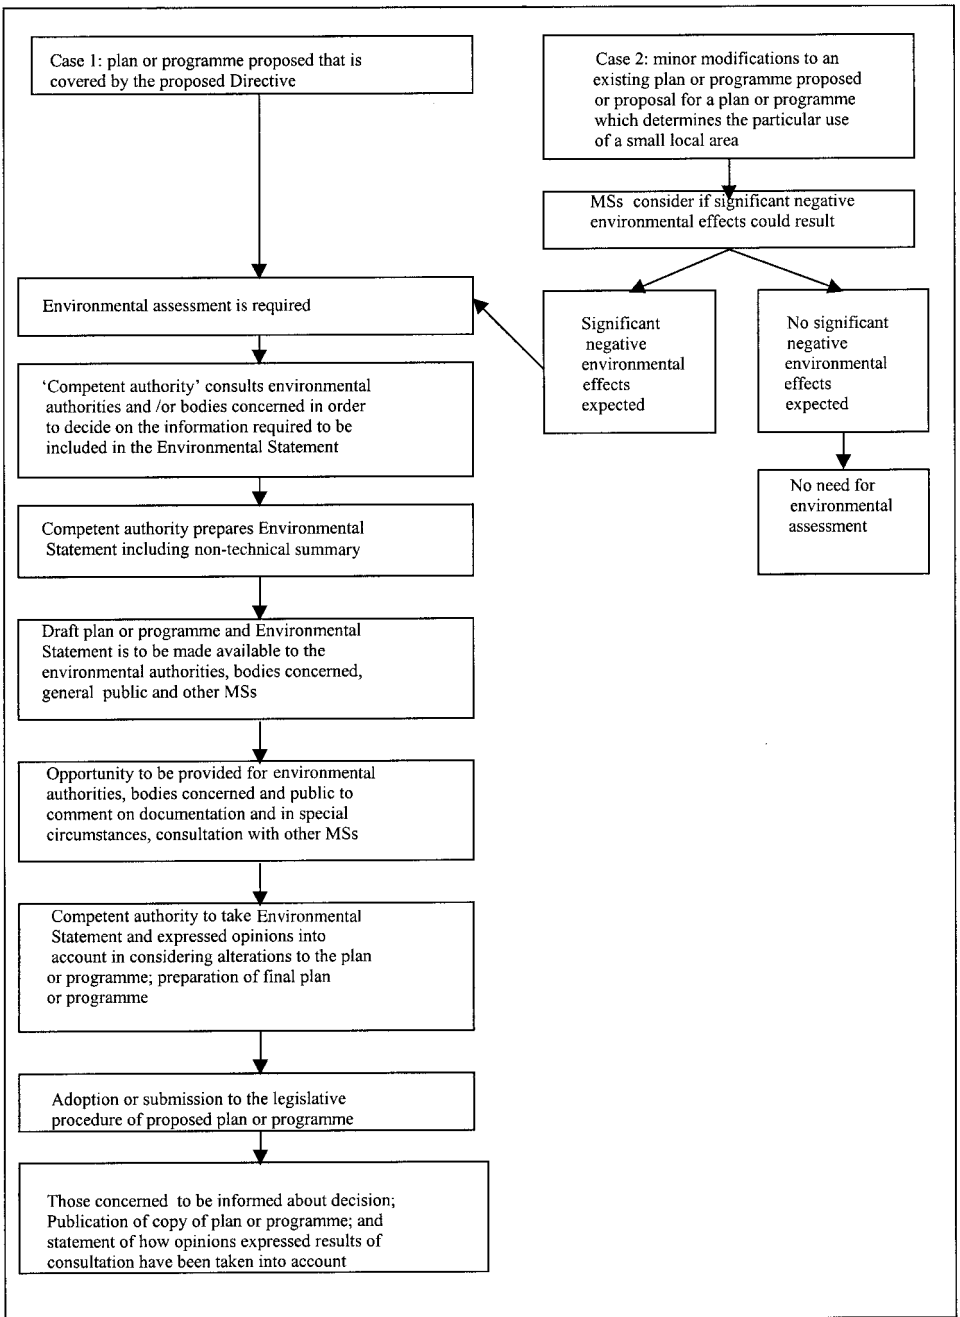 Case 1: plan or programme proposed that is
covered by the proposed Directive
Case 2: minor modifications to an
existing plan or programme proposed
or proposal for a plan or programme
which determines the particular use
of a small local area
MSs consider if significant negative
environmental effects could result
Environmental assessment is required
Significant
negative
environmental
effects
expected
No significant
negative
environmental
effects
expected
No need for
environmental
assessment
‘Competent authority’ consults environmental
authorities and /or bodies concerned in order
to decide on the information required to be
included in the Environmental Statement
Competent authority prepares Environmental
Statement including non-technical summary
Draft plan or programme and Environmental
Statement is to be made available to the
environmental authorities, bodies concerned,
general public and other MSs
Opportunity to be provided for environmental
authorities, bodies concerned and public to
comment on documentation and in special
circumstances, consultation with other MSs
Competent authority to take Environmental
Statement and expressed opinions into
account in considering alterations to the plan
or programme; preparation of final plan
or programme
Adoption or submission to the legislative
procedure of proposed plan or programme
Those concerned to be informed about decision;
Publication of copy of plan or programme; and
statement of how opinions expressed results of
consultation have been taken into account